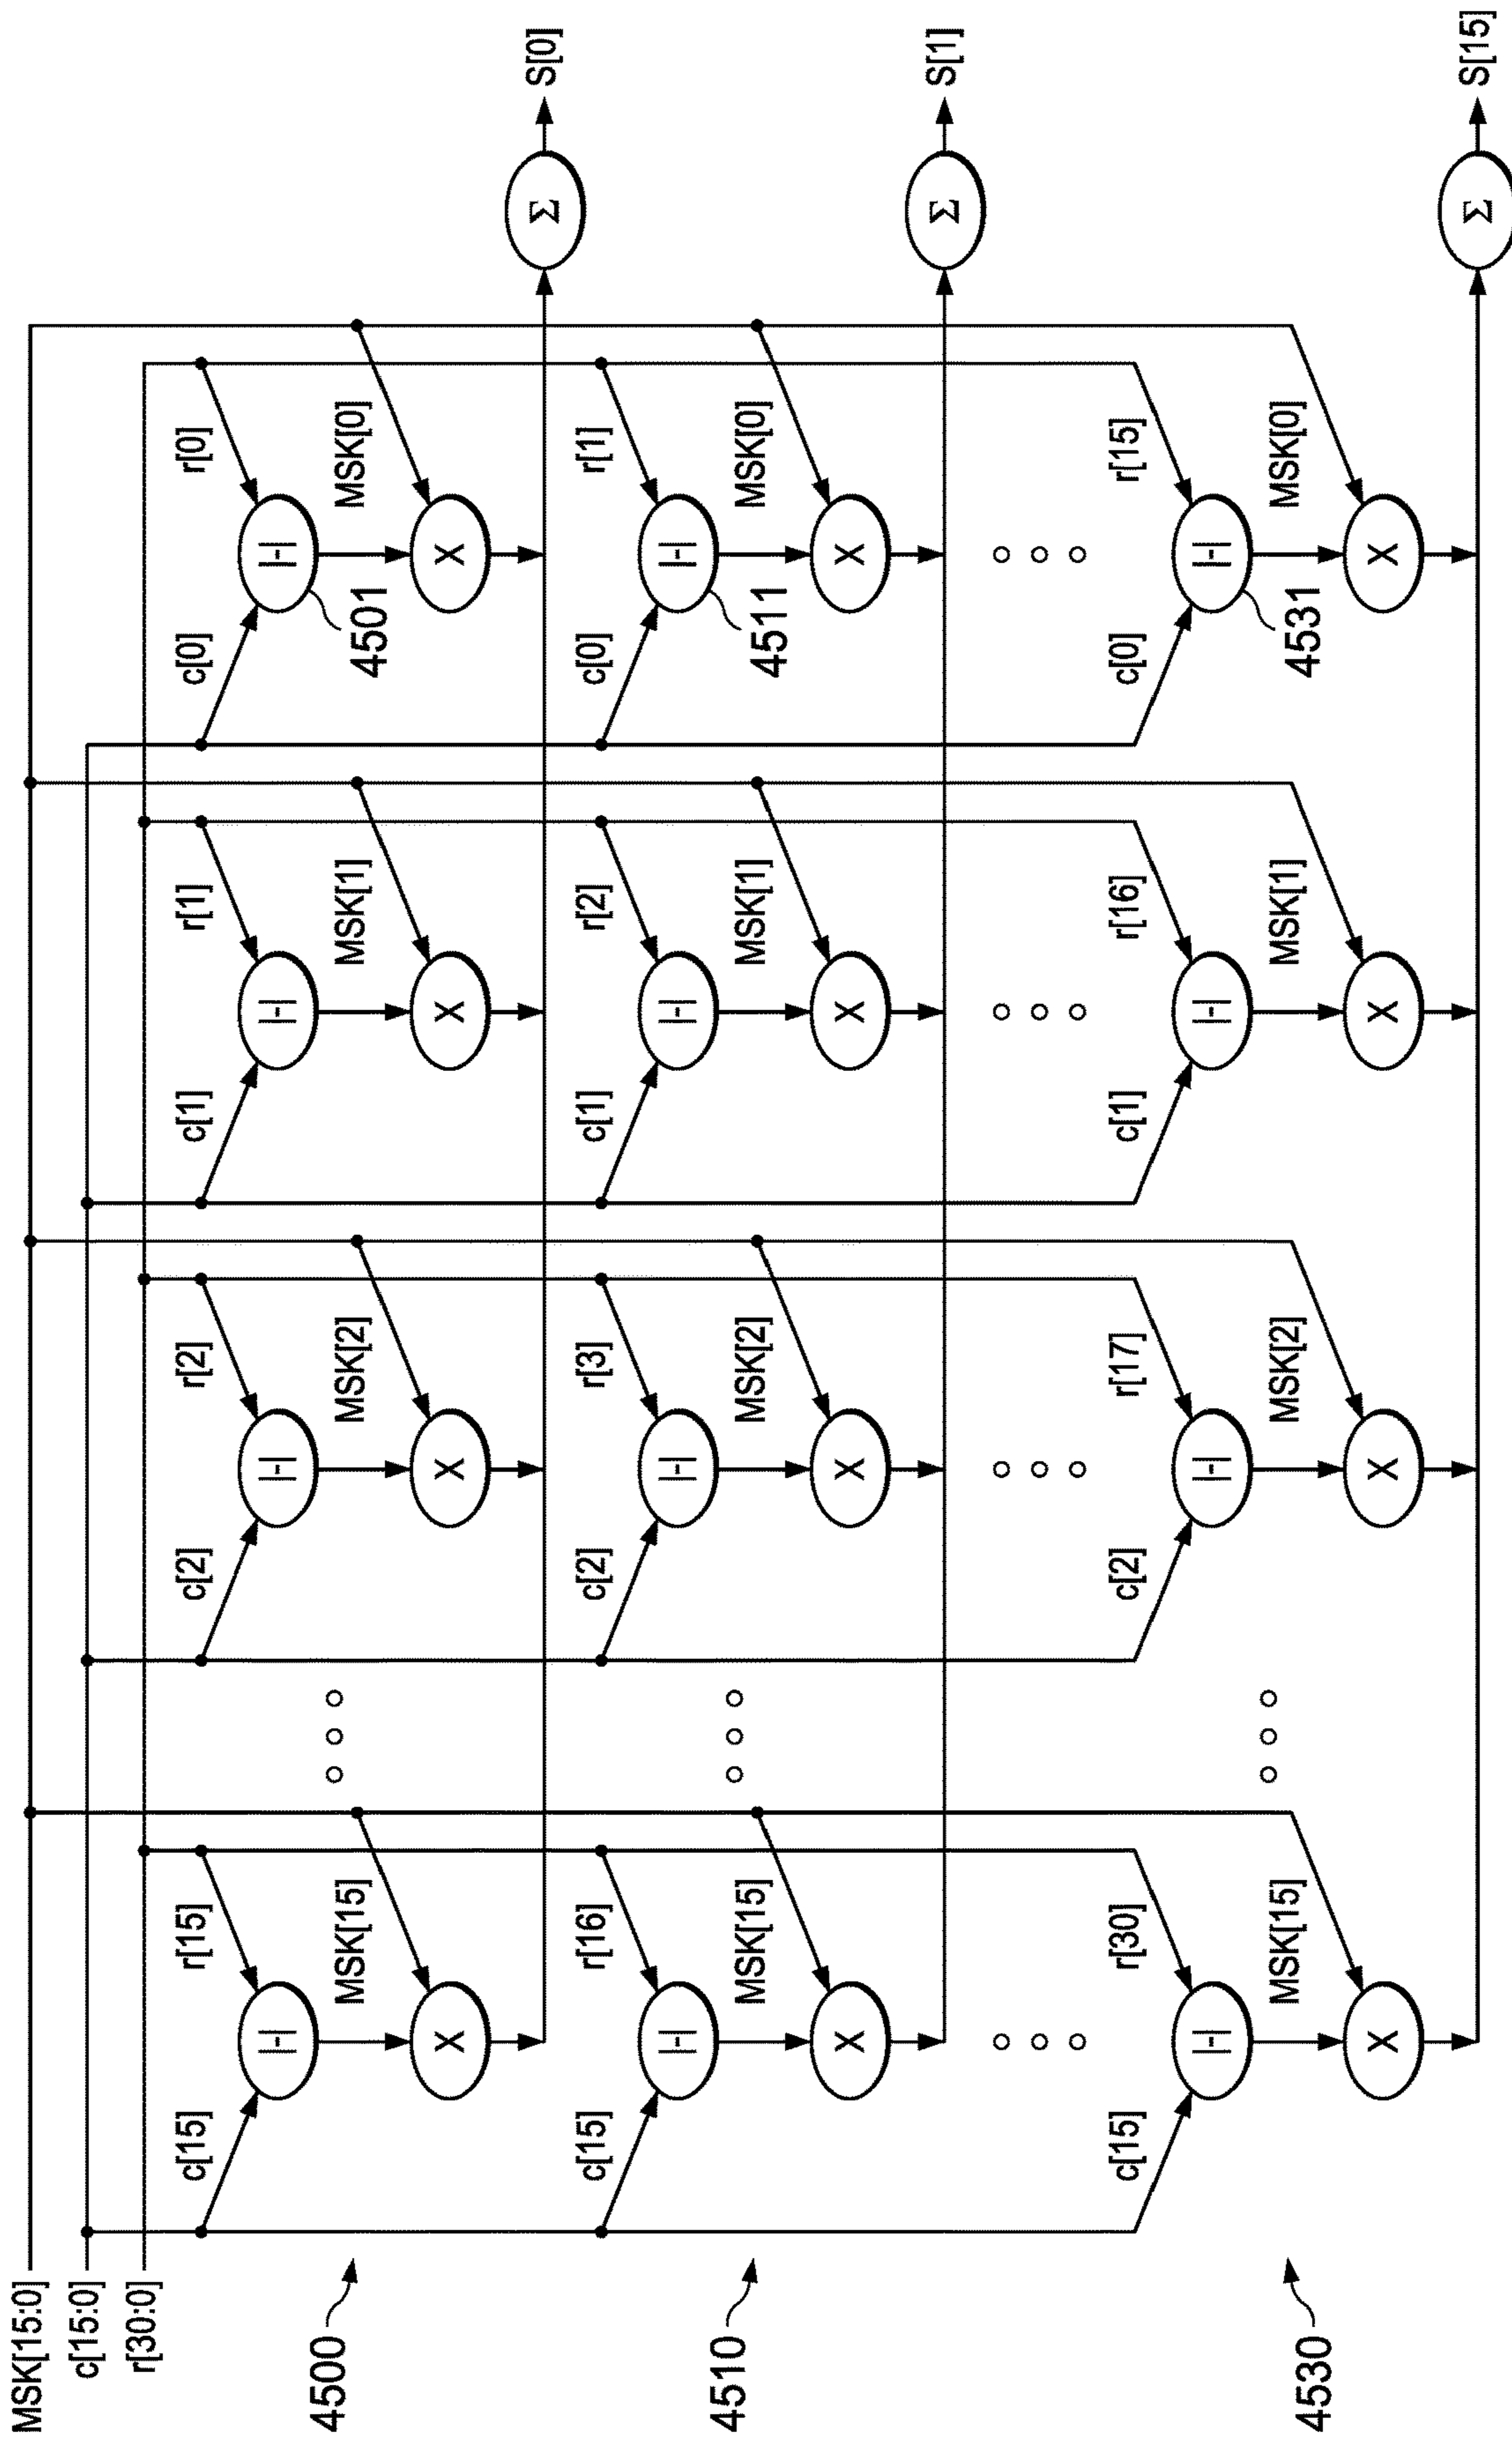 MSK[15:0]
c[15:0]
r[30:0]
c[15] r[15] c[2] r[2] c[1] r[1] c[0] r[0]
|-| |-| |-| |-|
4500 MSK[15] MSK[2] MSK[1] 4501 MSK[0]
X X X X
Σ S[0]
c[15] r[16] c[2] r[3] c[1] r[2] c[0] r[1]
|-| |-| |-| |-|
4510 MSK[15] MSK[2] MSK[1] 4511 MSK[0]
X X X X
Σ S[1]
c[15] r[30] c[2] r[17] c[1] r[16] c[0] r[15]
|-| |-| |-| |-|
4530 MSK[15] MSK[2] MSK[1] 4531 MSK[0]
X X X X
Σ S[15]